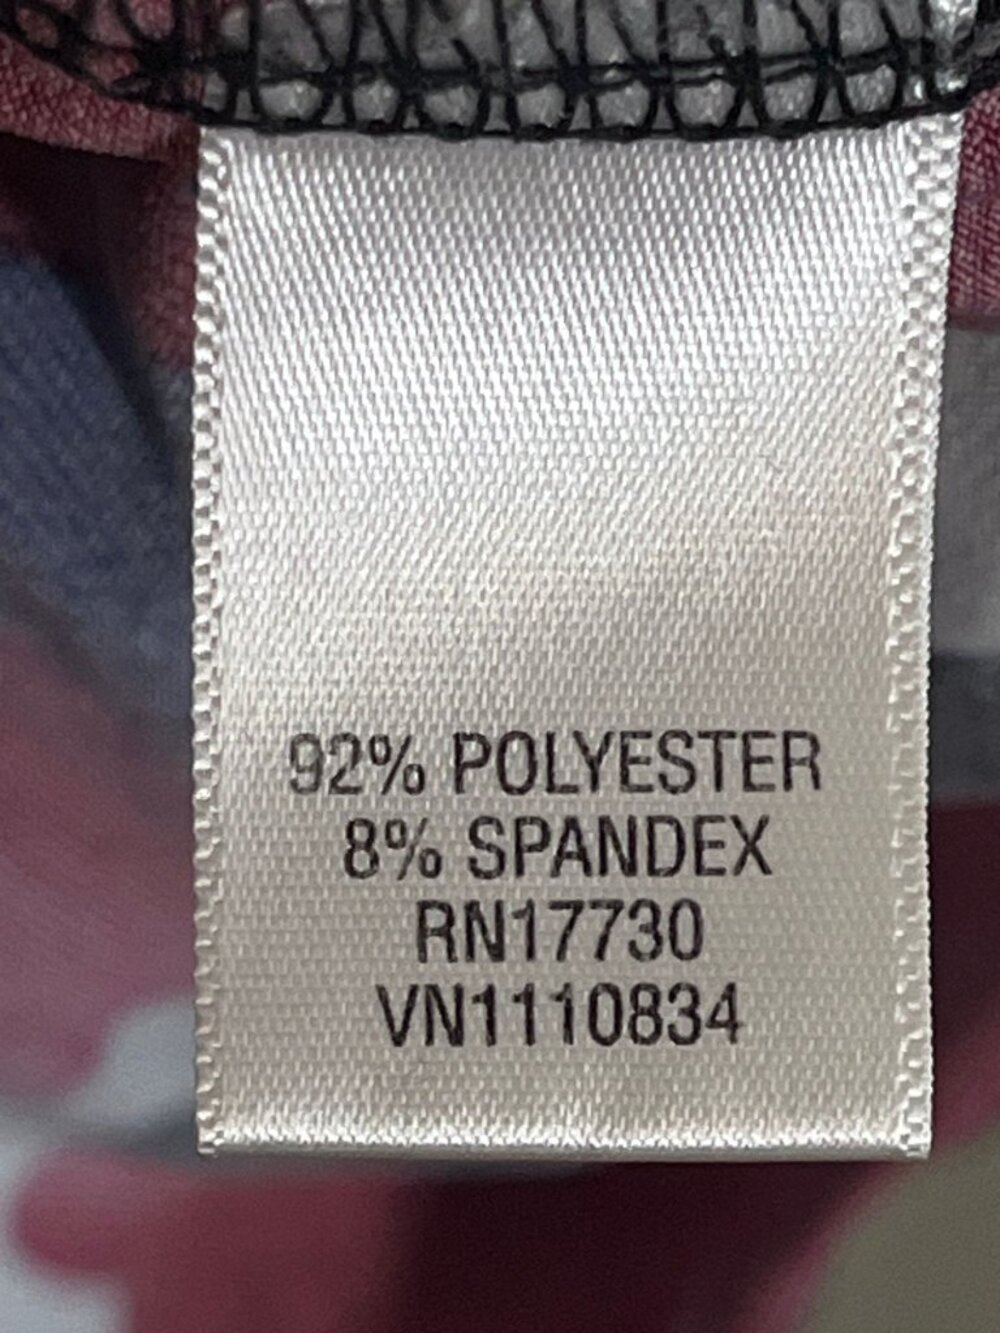 92% POLYESTER
8% SPANDEX
RN17730
VN1110834